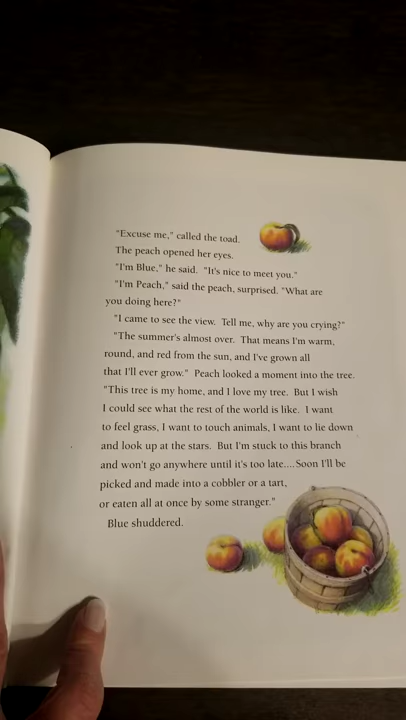 "Excuse me," called the toad.
The peach opened her eyes.
"I'm Blue," he said. "It's nice to meet you."
"I'm Peach," said the peach, surprised. "What are
you doing here?"
"I came to see the view. Tell me, why are you crying?"
"The summer's almost over. That means I'm warm,
round, and red from the sun, and I've grown all
that I'll ever grow." Peach looked a moment into the tree.
"This tree is my home, and I love my tree. But I wish
I could see what the rest of the world is like. I want
to feel grass, I want to touch animals, I want to lie down
and look up at the stars. But I'm stuck to this branch
and won't go anywhere until it's too late....Soon I'll be
picked and made into a cobbler or a tart,
or eaten all at once by some stranger."
Blue shuddered.